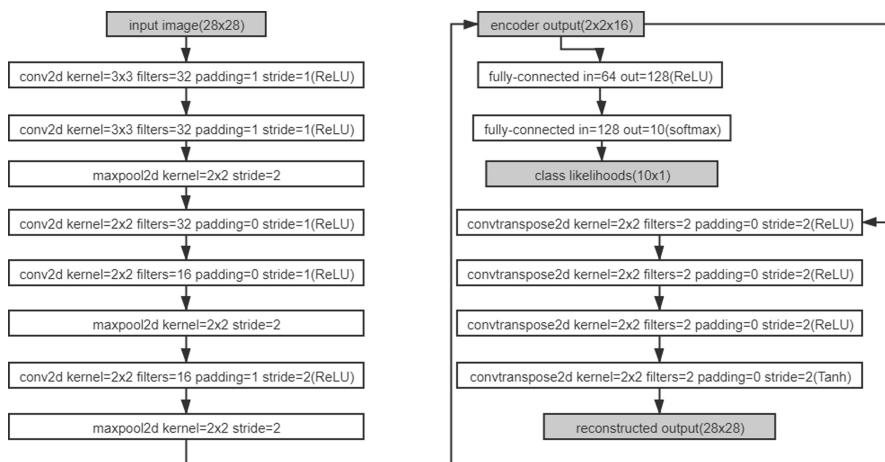 input image(28x28)
conv2d kernel=3x3 filters=32 padding=1 stride=1(ReLU)
conv2d kernel=3x3 filters=32 padding=1 stride=1(ReLU)
maxpool2d kernel=2x2 stride=2
conv2d kernel=2x2 filters=32 padding=0 stride=1(ReLU)
conv2d kernel=2x2 filters=16 padding=0 stride=1(ReLU)
maxpool2d kernel=2x2 stride=2
conv2d kernel=2x2 filters=16 padding=1 stride=2(ReLU)
maxpool2d kernel=2x2 stride=2
encoder output(2x2x16)
fully-connected in=64 out=128(ReLU)
fully-connected in=128 out=10(softmax)
class likelihoods(10x1)
convtranspose2d kernel=2x2 filters=2 padding=0 stride=2(ReLU)
convtranspose2d kernel=2x2 filters=2 padding=0 stride=2(ReLU)
convtranspose2d kernel=2x2 filters=2 padding=0 stride=2(ReLU)
convtranspose2d kernel=2x2 filters=2 padding=0 stride=2(Tanh)
reconstructed output(28x28)